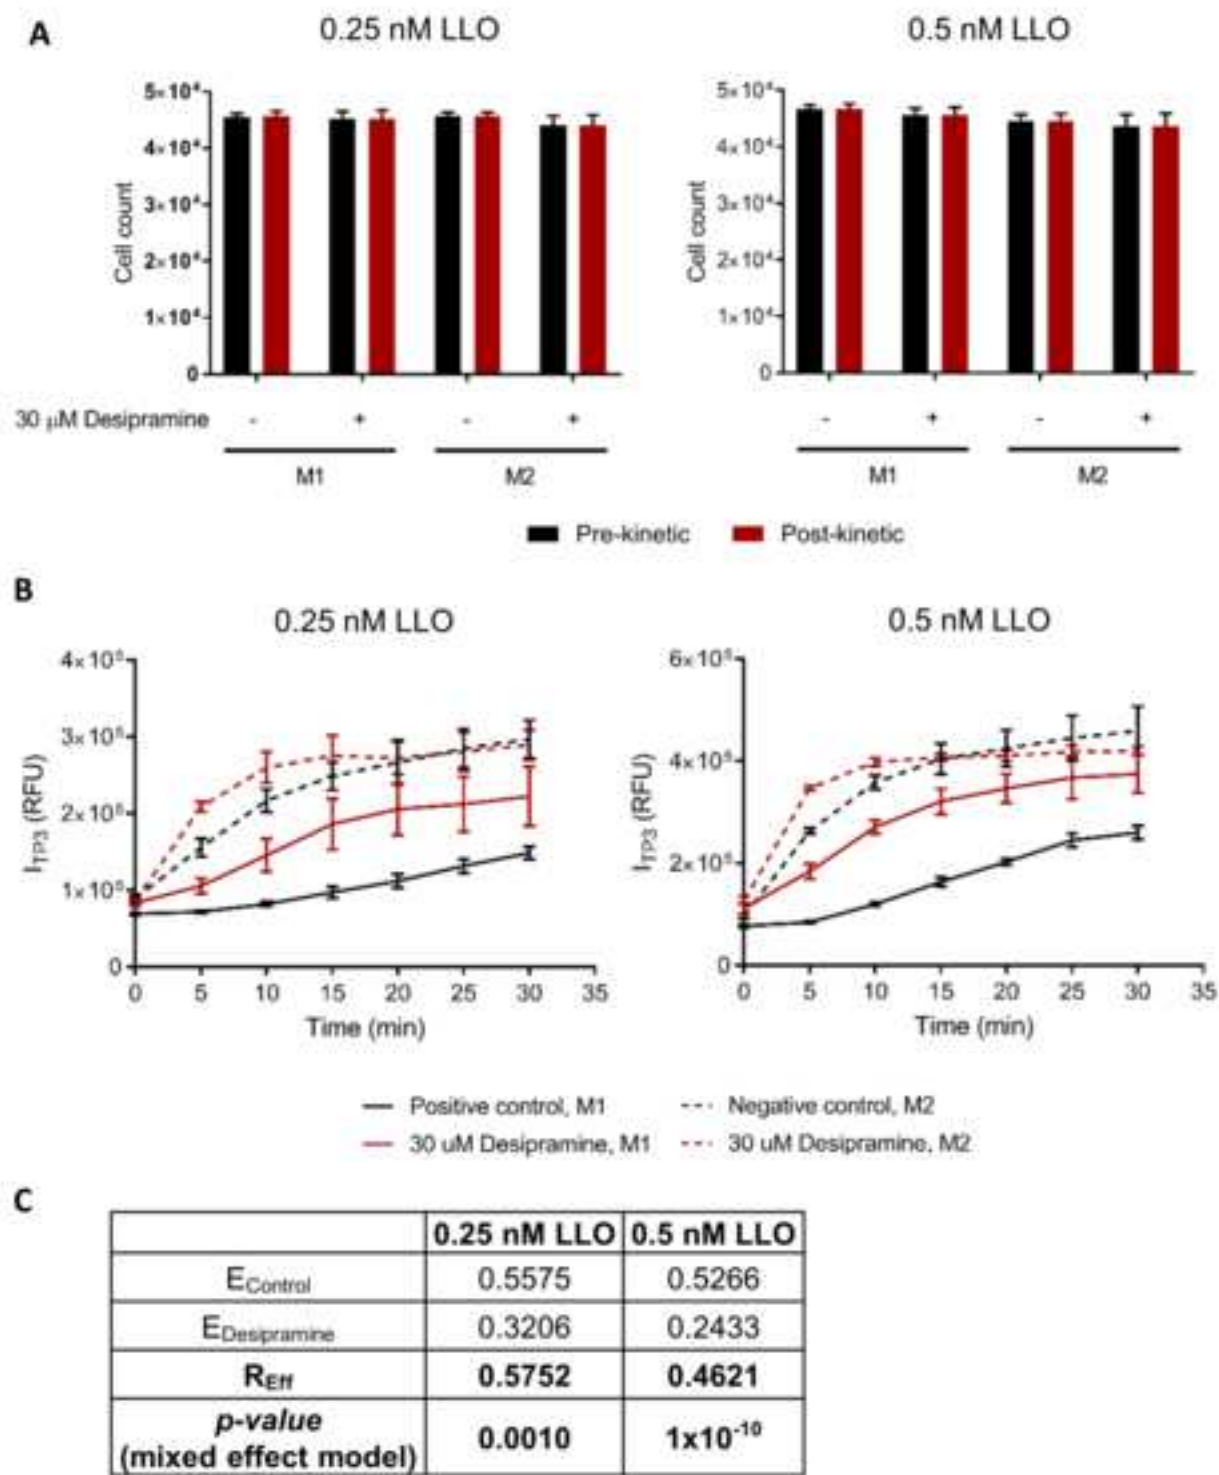 A
0.25 nM LLO
0.5 nM LLO
5×10⁴
4×10⁴
3×10⁴
2×10⁴
1×10⁴
0
Cell count
5×10⁴
4×10⁴
3×10⁴
2×10⁴
1×10⁴
0
Cell count
30 μM Desipramine - + - + - + - +
M1 M2 M1 M2
Pre-kinetic Post-kinetic
B
0.25 nM LLO
0.5 nM LLO
4×10⁵
3×10⁵
2×10⁵
1×10⁵
0
I_TP3 (RFU)
0 5 10 15 20 25 30 35
Time (min)
6×10⁵
4×10⁵
2×10⁵
0
I_TP3 (RFU)
0 5 10 15 20 25 30 35
Time (min)
Positive control, M1 Negative control, M2
30 uM Desipramine, M1 30 uM Desipramine, M2
C
0.25 nM LLO 0.5 nM LLO
E_Control 0.5575 0.5266
E_Desipramine 0.3206 0.2433
R_Eff 0.5752 0.4621
p-value
(mixed effect model) 0.0010 1x10⁻¹⁰